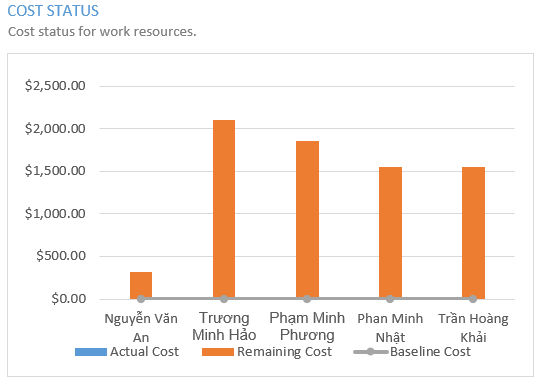 COST STATUS
Cost status for work resources.
$2,500.00
$2,000.00
$1,500.00
$1,000.00
$500.00
$0.00
Nguyễn Văn
An
Trương
Minh Hảo
Phạm Minh
Phương
Phan Minh
Nhật
Trần Hoàng
Khải
Actual Cost Remaining Cost Baseline Cost